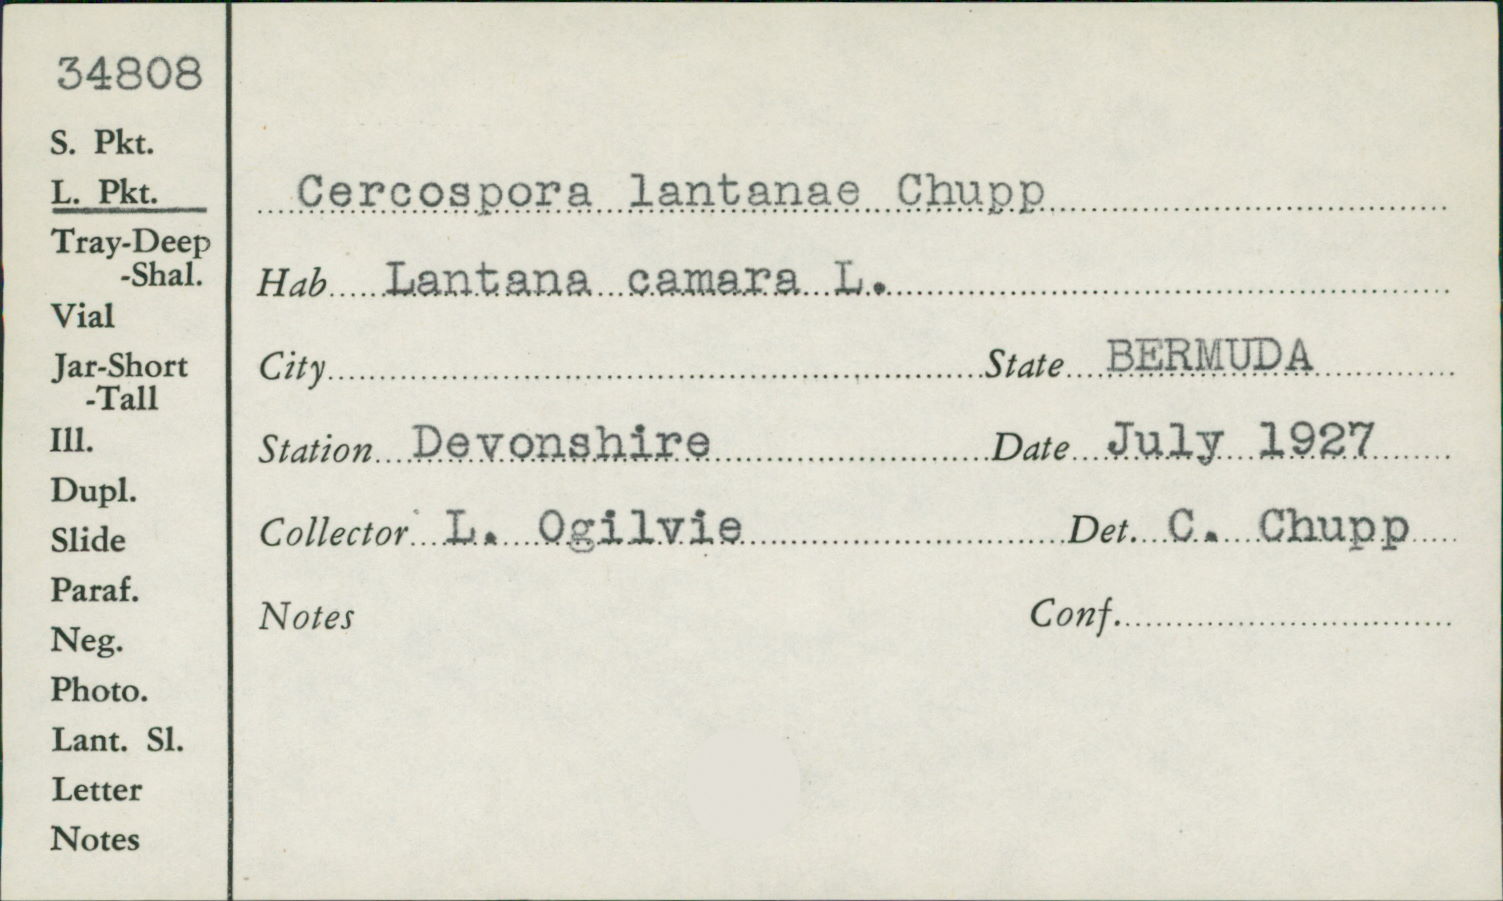 34808
S. Pkt.
L. Pkt.
Tray-Deep
-Shal.
Vial
Jar-Short
-Tall
Ill.
Dupl.
Slide
Paraf.
Neg.
Photo.
Lant. Sl.
Letter
Notes
Cercospora lantanae Chupp
Hab Lantana camara L.
City State BERMUDA
Station Devonshire Date July 1927
Collector L. Ogilvie Det. C. Chupp
Notes Conf.